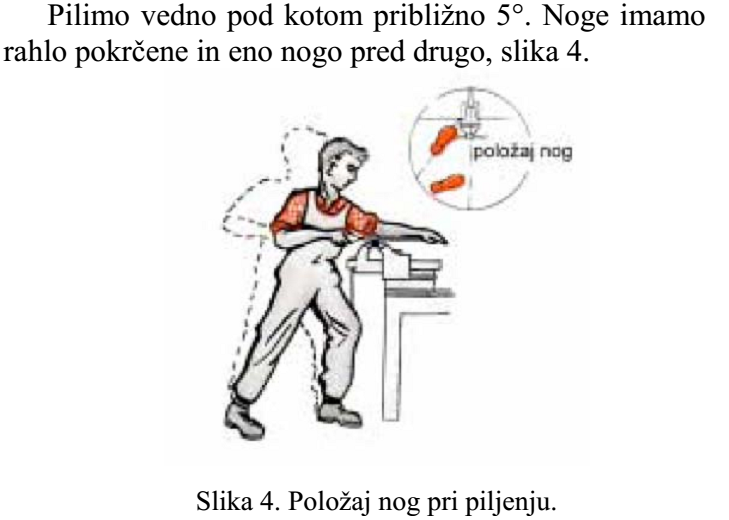 Pilimo vedno pod kotom približno 5°. Noge imamo
rahlo pokrčene in eno nogo pred drugo, slika 4.
položaj nog
Slika 4. Položaj nog pri piljenju.